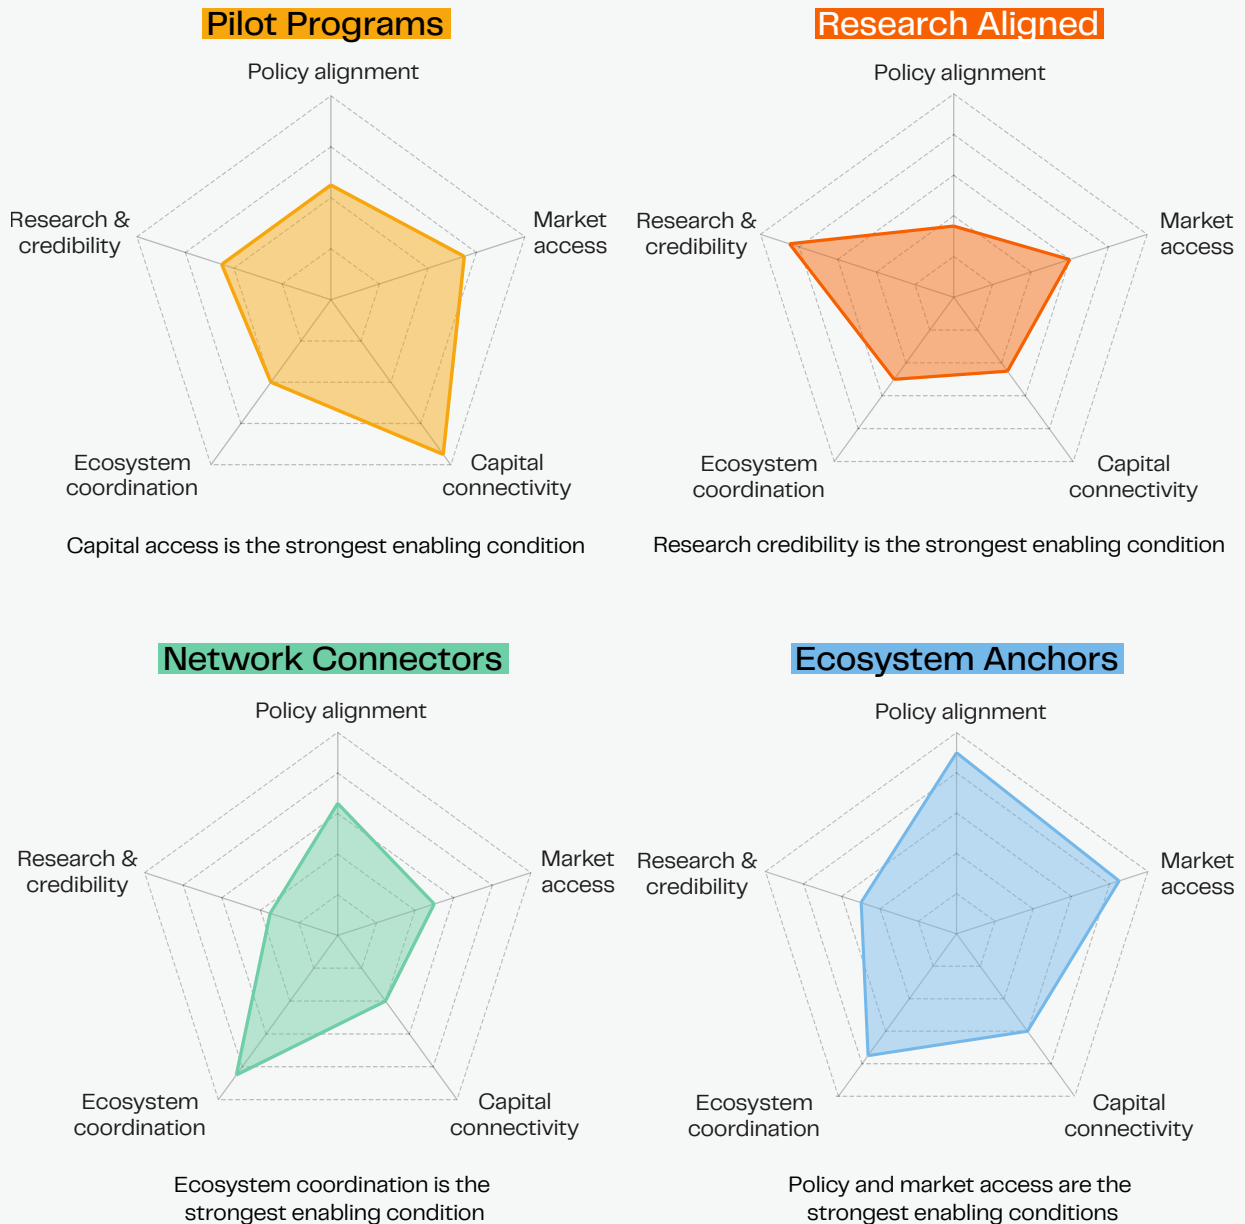 Pilot Programs
Policy alignment
Research &
credibility
Market
access
Ecosystem
coordination
Capital
connectivity
Capital access is the strongest enabling condition
Research Aligned
Policy alignment
Research &
credibility
Market
access
Ecosystem
coordination
Capital
connectivity
Research credibility is the strongest enabling condition
Network Connectors
Policy alignment
Research &
credibility
Market
access
Ecosystem
coordination
Capital
connectivity
Ecosystem coordination is the
strongest enabling condition
Ecosystem Anchors
Policy alignment
Research &
credibility
Market
access
Ecosystem
coordination
Capital
connectivity
Policy and market access are the
strongest enabling conditions